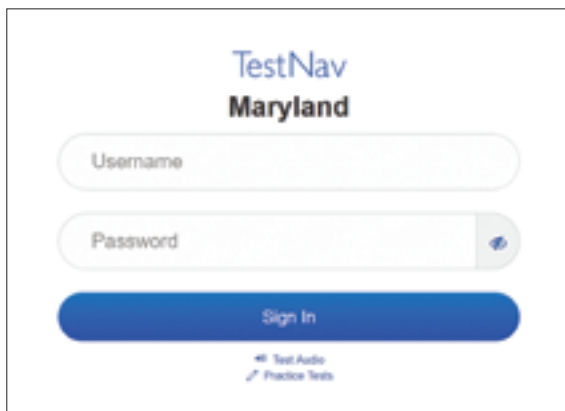 TestNav
Maryland
Username
Password
Sign In
Test Audio
Practice Tests